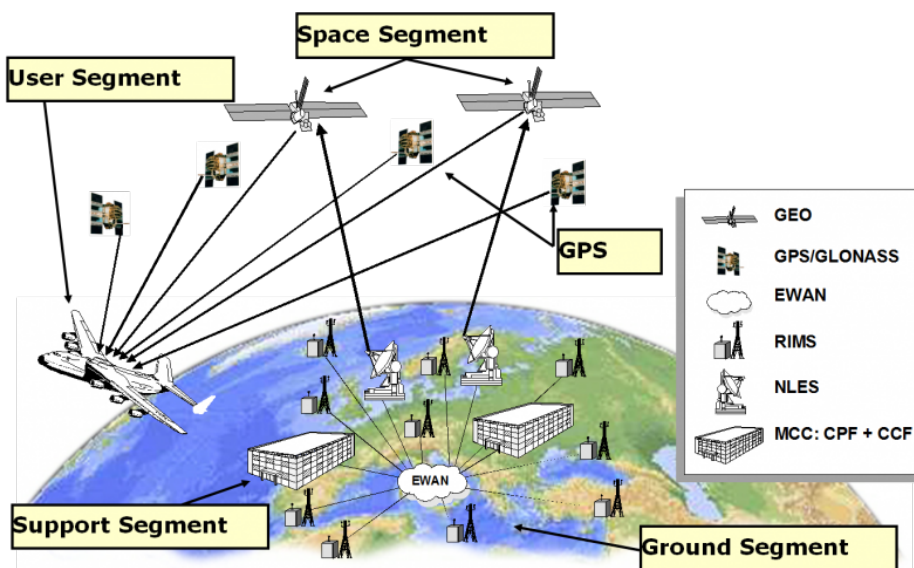 Space Segment
User Segment
GPS
GEO
GPS/GLONASS
EWAN
RIMS
NLES
MCC: CPF + CCF
EWAN
Support Segment
Ground Segment